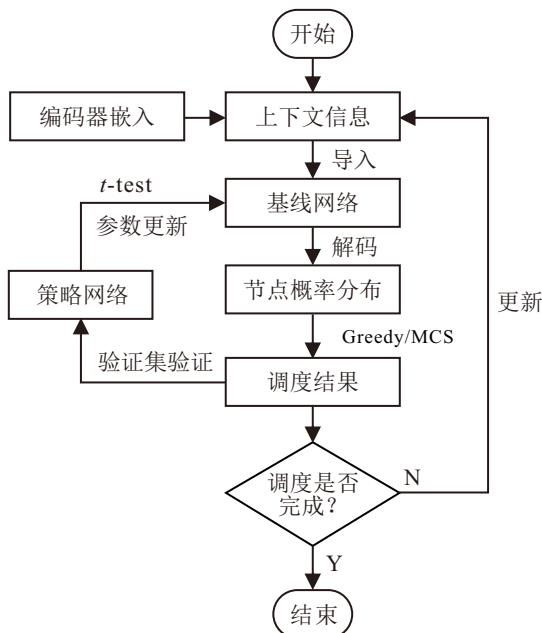 开始
编码器嵌入
上下文信息
导入
t-test
参数更新
基线网络
解码
策略网络
节点概率分布
更新
Greedy/MCS
验证集验证
调度结果
调度是否
完成?
N
Y
结束